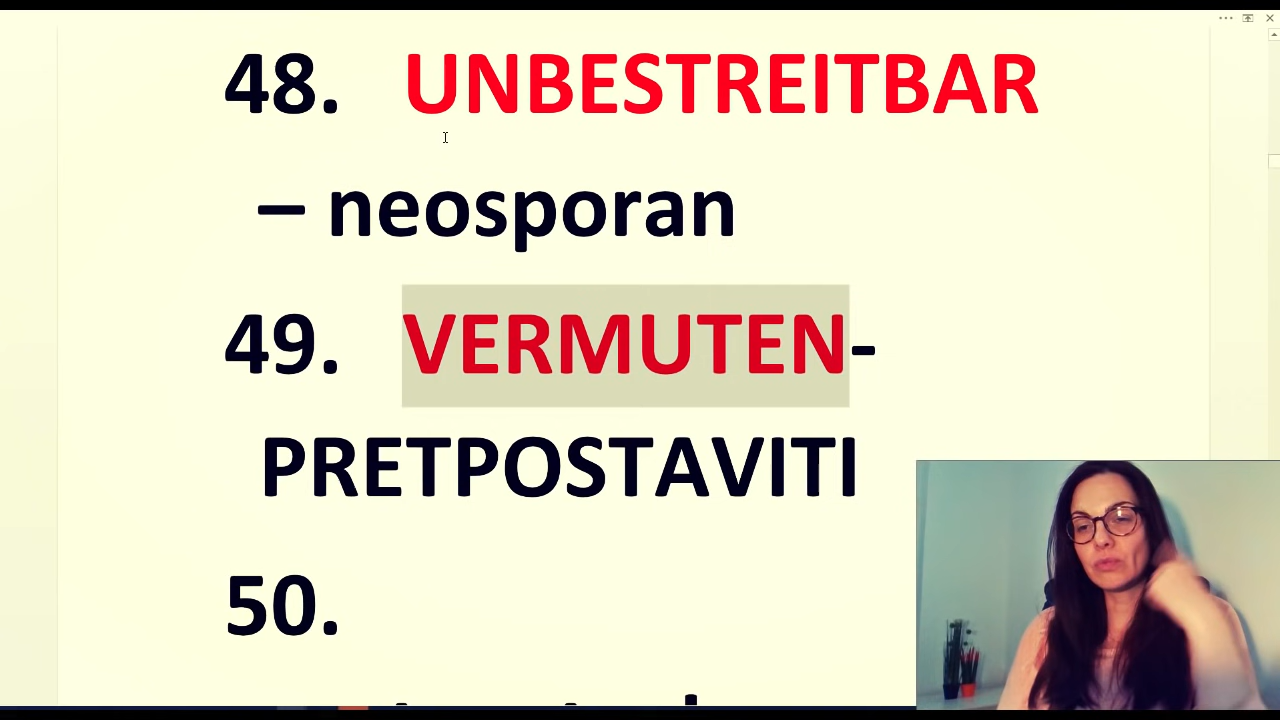 48. UNBESTREITBAR
– neosporan
49. VERMUTEN-
PRETPOSTAVITI
50.